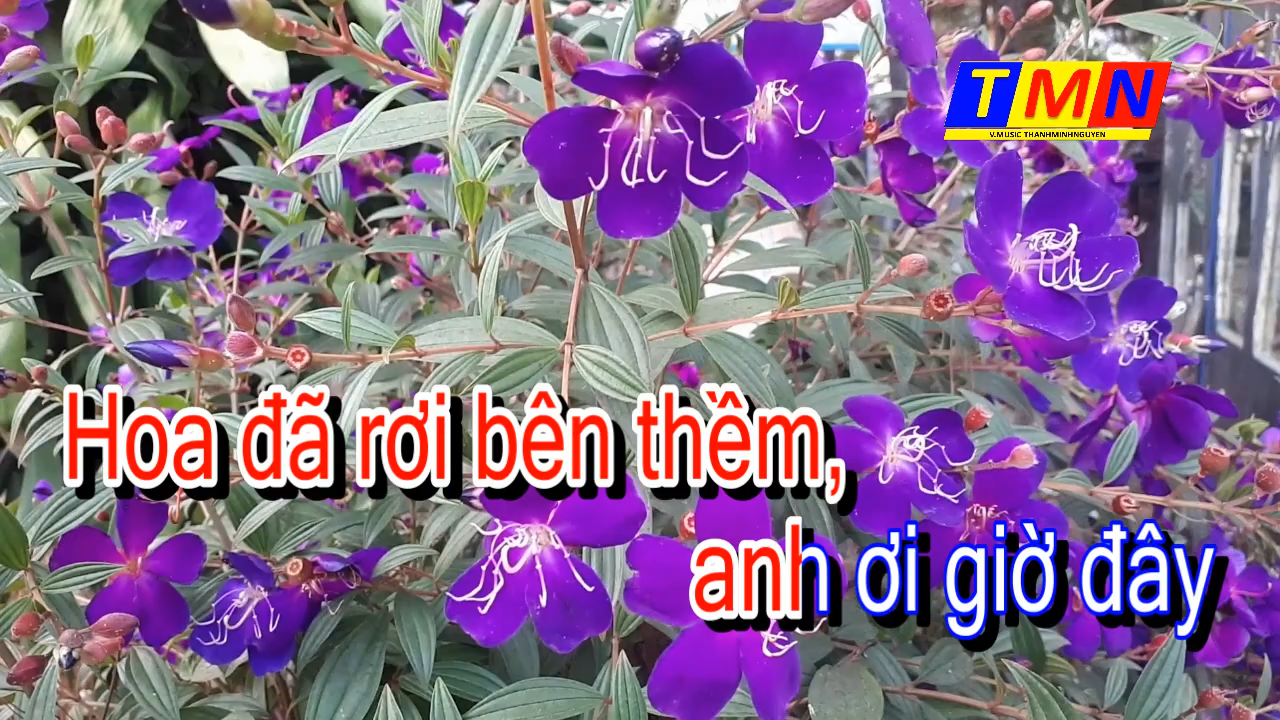 TMN
V.MUSIC THANHMINHNGUYEN
Hoa đã rơi bên thềm,
anh ơi giờ đây